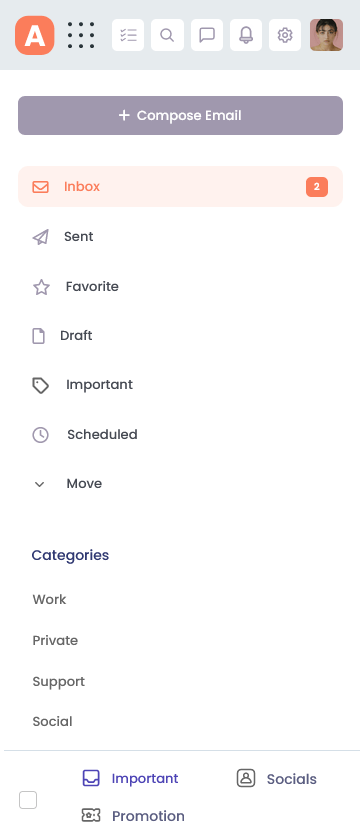 A
Compose Email
Inbox 2
Sent
Favorite
Draft
Important
Scheduled
Move
Categories
Work
Private
Support
Social
Important Socials
Promotion